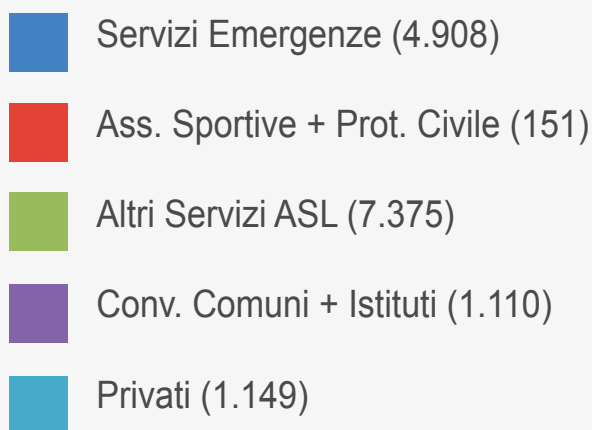 Servizi Emergenze (4.908)
Ass. Sportive + Prot. Civile (151)
Altri Servizi ASL (7.375)
Conv. Comuni + Istituti (1.110)
Privati (1.149)